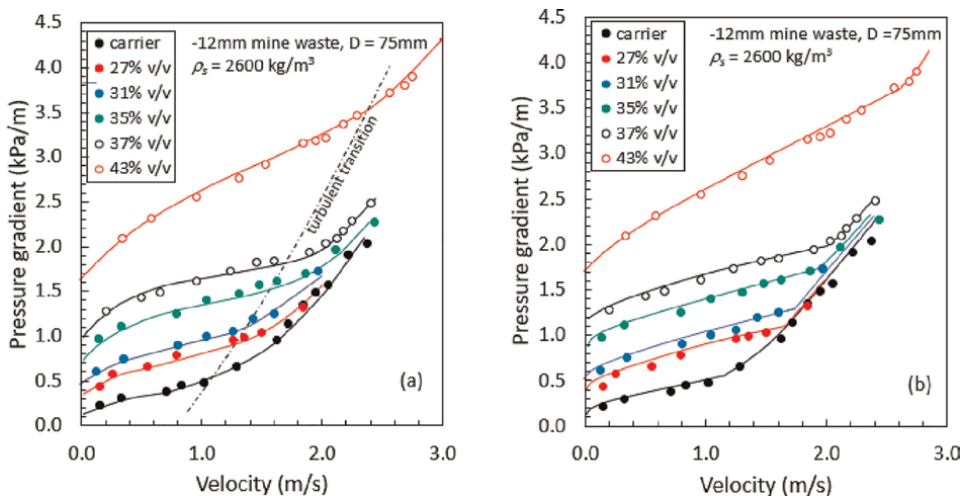 -12mm mine waste, D = 75mm
ρs = 2600 kg/m³
carrier
27% v/v
31% v/v
35% v/v
37% v/v
43% v/v
turbulent transition
(a)
Pressure gradient (kPa/m)
4.5
4.0
3.5
3.0
2.5
2.0
1.5
1.0
0.5
0.0
0.0 1.0 2.0 3.0
Velocity (m/s)
-12mm mine waste, D = 75mm
ρs = 2600 kg/m³
carrier
27% v/v
31% v/v
35% v/v
37% v/v
43% v/v
(b)
Pressure gradient (kPa/m)
4.5
4.0
3.5
3.0
2.5
2.0
1.5
1.0
0.5
0.0
0.0 1.0 2.0 3.0
Velocity (m/s)